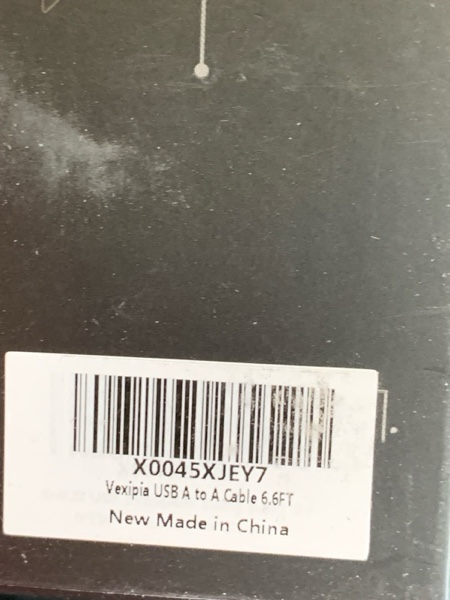 X0045XJEY7
Vexipia USB A to A Cable 6.6FT
New Made in China